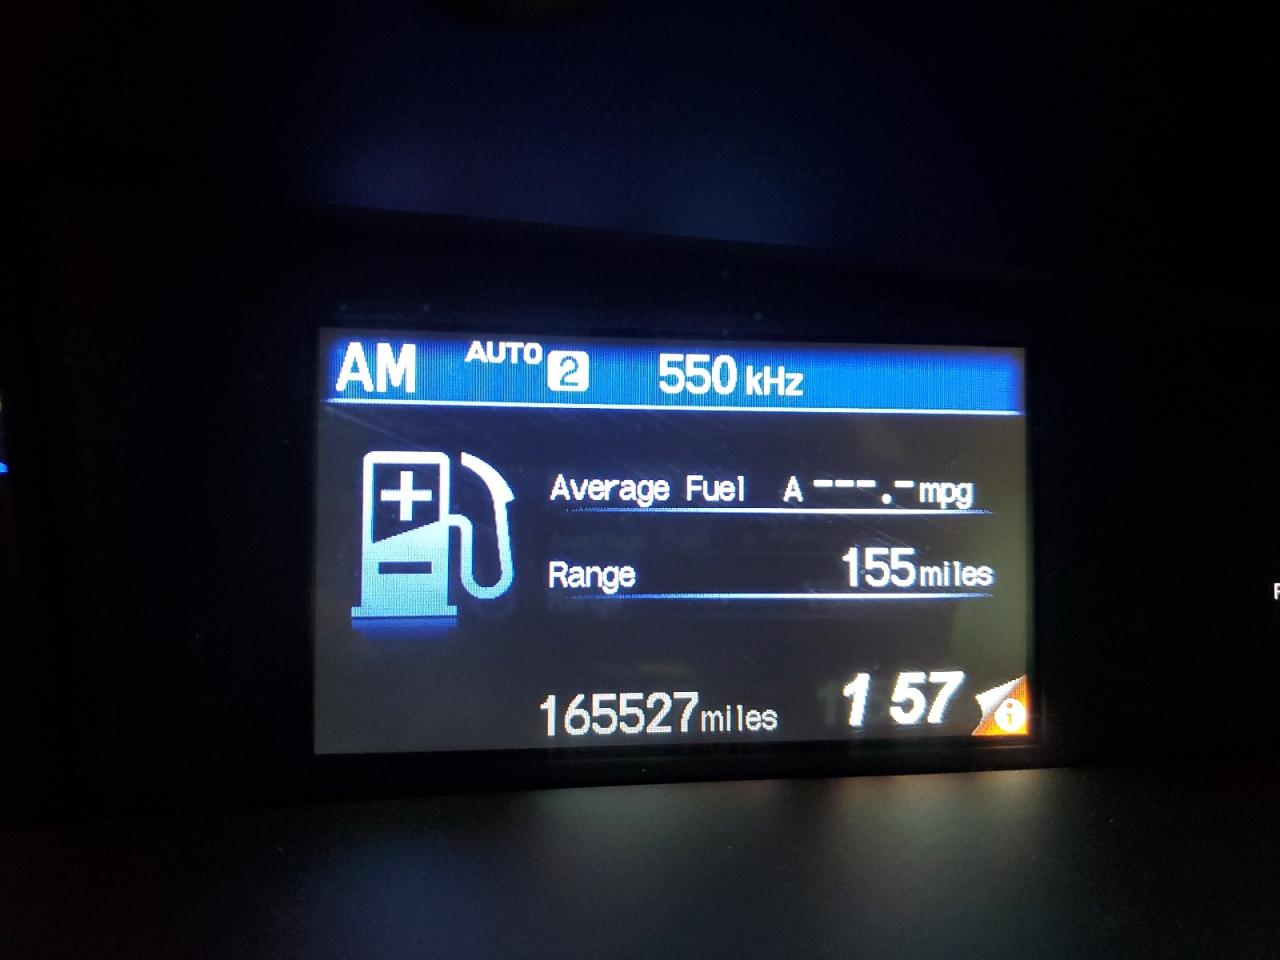 AM AUTO 2 550 kHz
Average Fuel A ---.- mpg
Range 155 miles
165527 miles 1 57 i